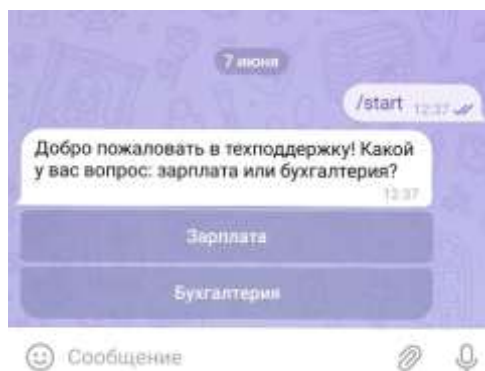 7 июня
/start 12:37
Добро пожаловать в техподдержку! Какой
у вас вопрос: зарплата или бухгалтерия?
12:37
Зарплата
Бухгалтерия
Сообщение